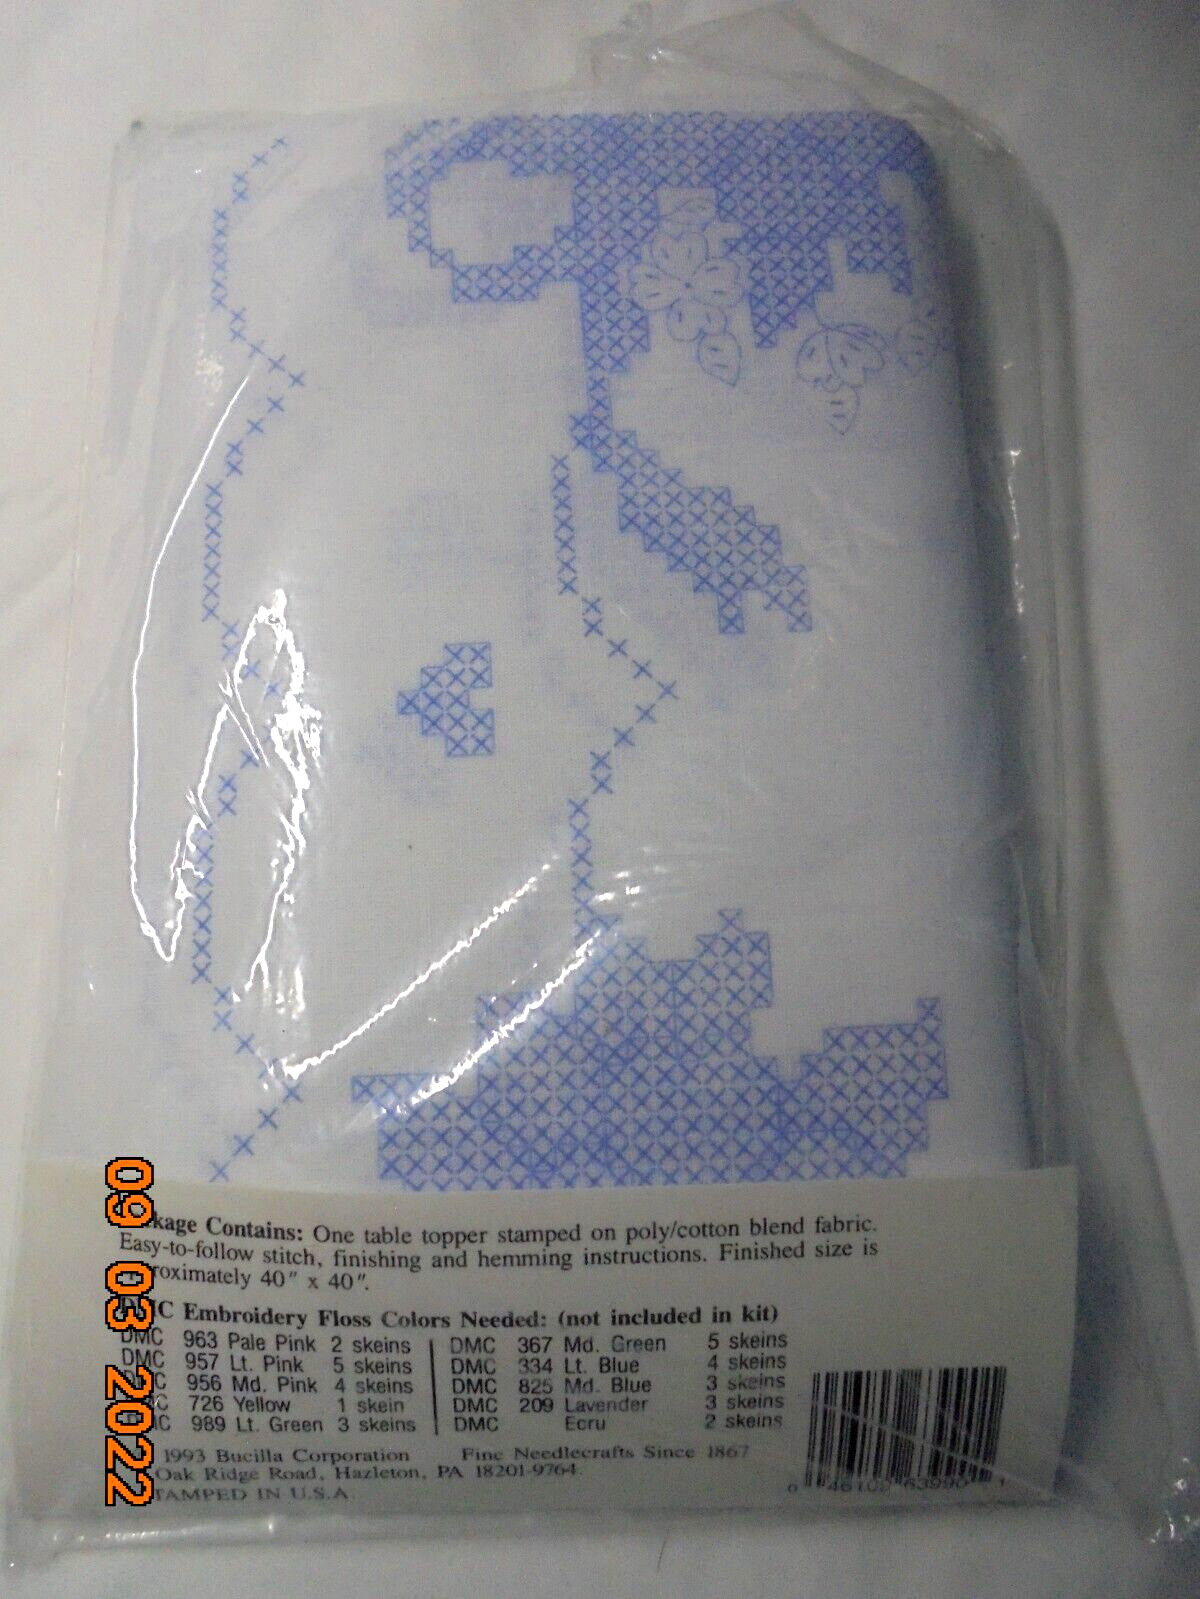 kage Contains: One table topper stamped on poly/cotton blend fabric.
Easy-to-follow stitch, finishing and hemming instructions. Finished size is
roximately 40" x 40".
MC Embroidery Floss Colors Needed: (not included in kit)
DMC 963 Pale Pink 2 skeins
DMC 957 Lt. Pink 5 skeins
C 956 Md. Pink 4 skeins
C 726 Yellow 1 skein
MC 989 Lt. Green 3 skeins
DMC 367 Md. Green 5 skeins
DMC 334 Lt. Blue 4 skeins
DMC 825 Md. Blue 3 skeins
DMC 209 Lavender 3 skeins
DMC Ecru 2 skeins
1993 Bucilla Corporation Fine Needlecrafts Since 1867
Oak Ridge Road, Hazleton, PA 18201-9764
TAMPED IN U.S.A.
09 03 2022